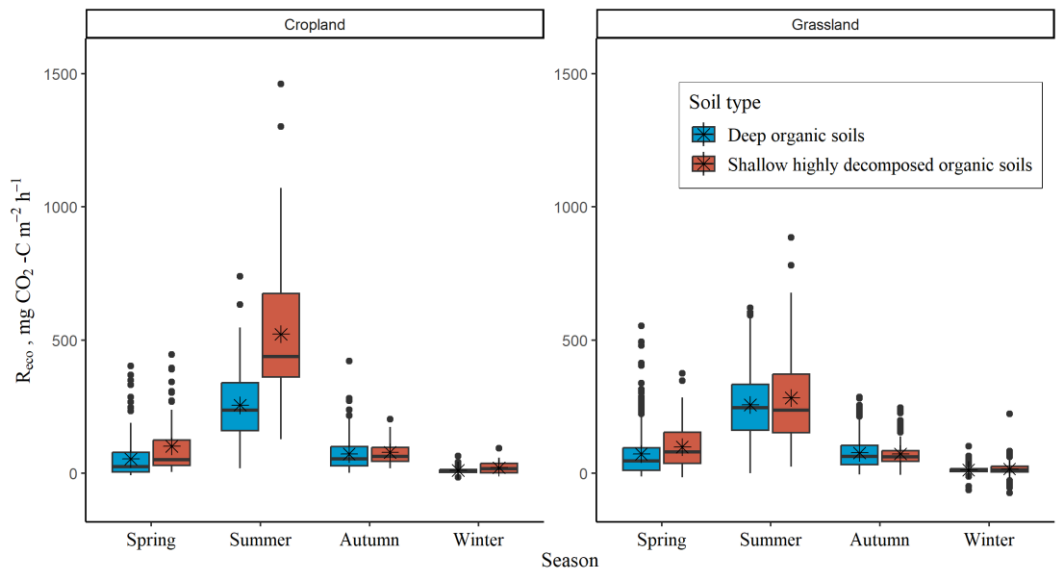 Cropland
Grassland
R_eco , mg CO₂ -C m⁻² h⁻¹
1500
1000
500
0
1500
1000
500
0
Soil type
Deep organic soils
Shallow highly decomposed organic soils
Spring Summer Autumn Winter
Spring Summer Autumn Winter
Season